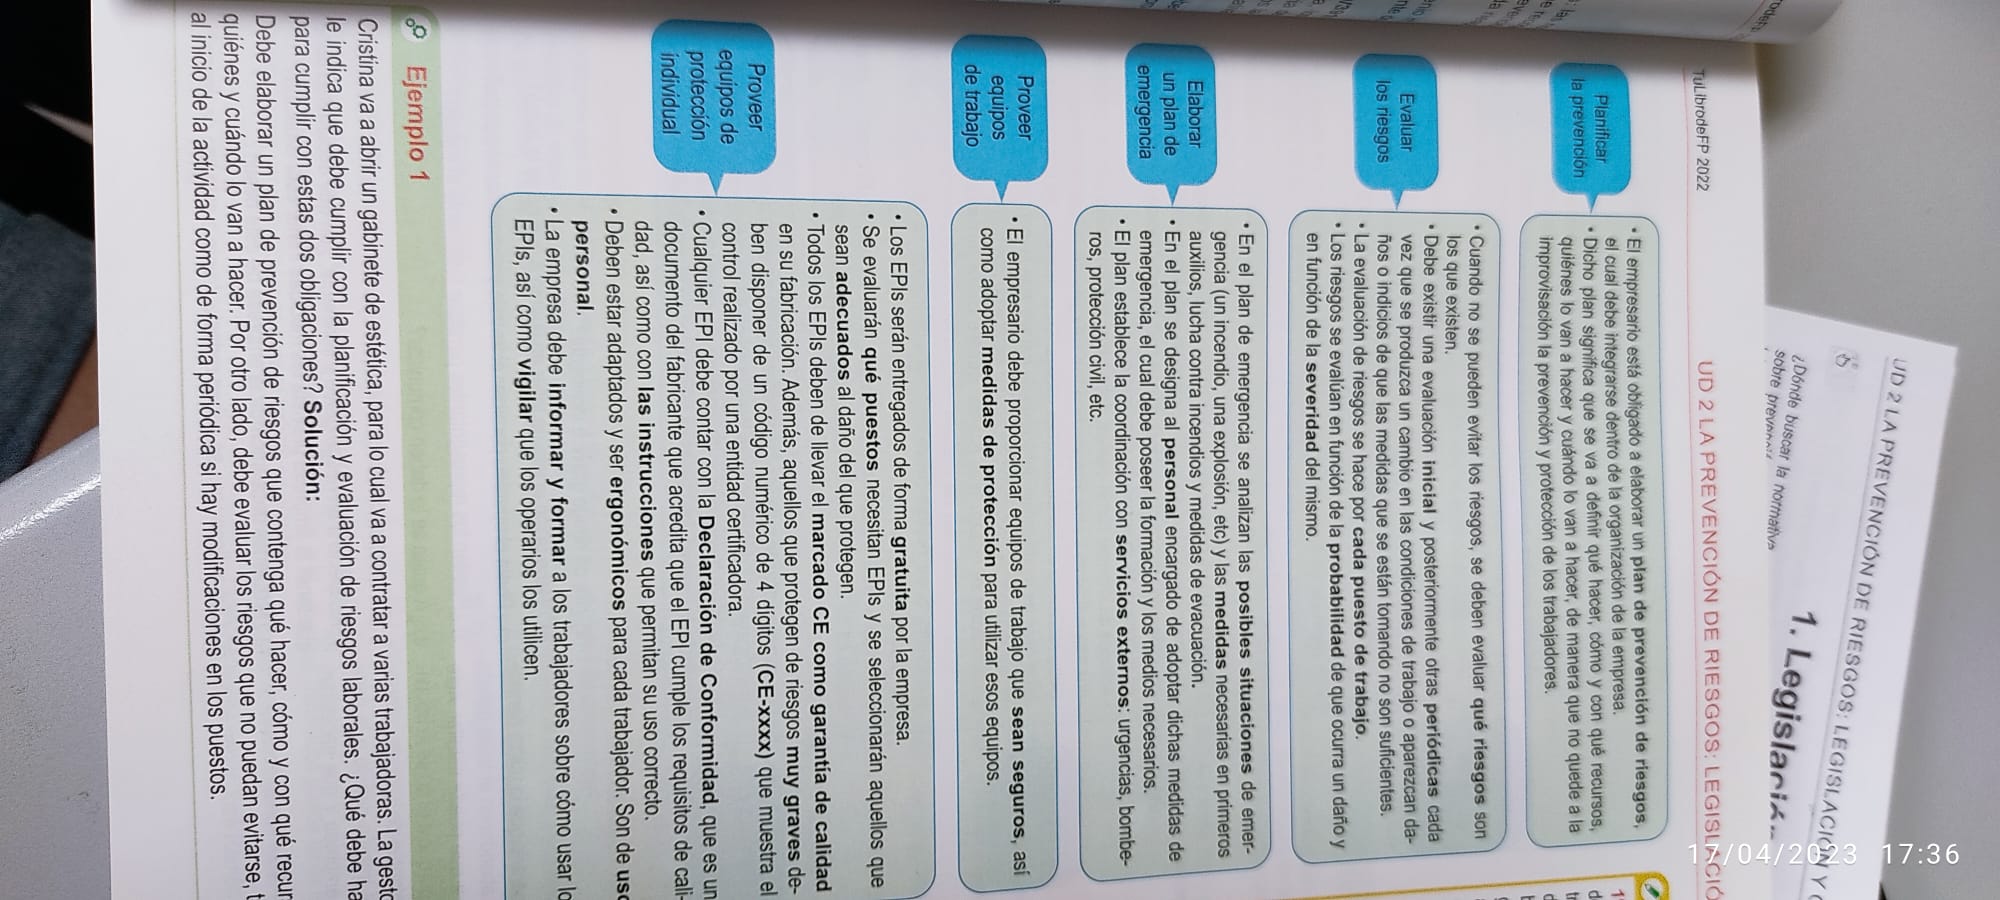 17/04/2023 17:36
UD 2 LA PREVENCIÓN DE RIESGOS: LEGISLACIÓN Y
1. Legislación
¿Dónde buscar la normativa
sobre
TuLibrodeFP 2022
UD 2 LA PREVENCIÓN DE RIESGOS: LEGISLACIÓ
Planificar
la prevención
• El empresario está obligado a elaborar un plan de prevención de riesgos,
el cual debe integrarse dentro de la organización de la empresa.
• Dicho plan significa que se va a definir qué hacer, cómo y con qué recursos,
quiénes lo van a hacer y cuándo lo van a hacer, de manera que no quede a la
improvisación la prevención y protección de los trabajadores.
Evaluar
los riesgos
• Cuando no se pueden evitar los riesgos, se deben evaluar qué riesgos son
los que existen.
• Debe existir una evaluación inicial y posteriormente otras periódicas cada
vez que se produzca un cambio en las condiciones de trabajo o aparezcan da-
ños o indicios de que las medidas que se están tomando no son suficientes.
• La evaluación de riesgos se hace por cada puesto de trabajo.
• Los riesgos se evalúan en función de la probabilidad de que ocurra un daño y
en función de la severidad del mismo.
Elaborar
un plan de
emergencia
• En el plan de emergencia se analizan las posibles situaciones de emer-
gencia (un incendio, una explosión, etc) y las medidas necesarias en primeros
auxilios, lucha contra incendios y medidas de evacuación.
• En el plan se designa al personal encargado de adoptar dichas medidas de
emergencia, el cual debe poseer la formación y los medios necesarios.
• El plan establece la coordinación con servicios externos: urgencias, bombe-
ros, protección civil, etc.
Proveer
equipos
de trabajo
• El empresario debe proporcionar equipos de trabajo que sean seguros, así
como adoptar medidas de protección para utilizar esos equipos.
Proveer
equipos de
protección
individual
• Los EPIs serán entregados de forma gratuita por la empresa.
• Se evaluarán qué puestos necesitan EPIs y se seleccionarán aquellos que
sean adecuados al daño del que protegen.
• Todos los EPIs deben de llevar el marcado CE como garantía de calidad
en su fabricación. Además, aquellos que protegen de riesgos muy graves de-
ben disponer de un código numérico de 4 dígitos (CE-xxxx) que muestra el
control realizado por una entidad certificadora.
• Cualquier EPI debe contar con la Declaración de Conformidad, que es un
documento del fabricante que acredita que el EPI cumple los requisitos de cali-
dad, así como con las instrucciones que permitan su uso correcto.
• Deben estar adaptados y ser ergonómicos para cada trabajador. Son de uso
personal.
• La empresa debe informar y formar a los trabajadores sobre cómo usar lo
EPIs, así como vigilar que los operarios los utilicen.
Ejemplo 1
Cristina va a abrir un gabinete de estética, para lo cual va a contratar a varias trabajadoras. La gesto
le indica que debe cumplir con la planificación y evaluación de riesgos laborales. ¿Qué debe ha
para cumplir con estas dos obligaciones? Solución:
Debe elaborar un plan de prevención de riesgos que contenga qué hacer, cómo y con qué recur
quiénes y cuándo lo van a hacer. Por otro lado, debe evaluar los riesgos que no puedan evitarse, t
al inicio de la actividad como de forma periódica si hay modificaciones en los puestos.